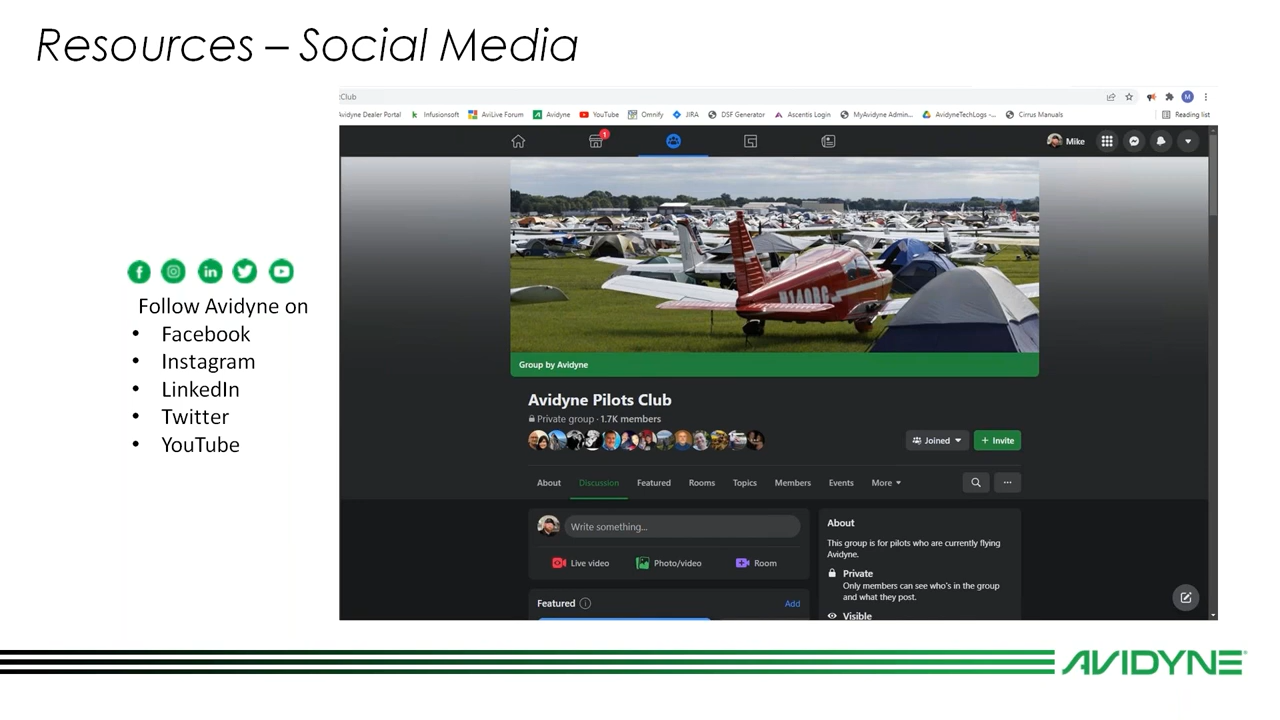 Resources – Social Media
:Club
Avidyne Dealer Portal
Infusionsoft
AviLive Forum
Avidyne
YouTube
Omnify
JIRA
DSF Generator
Ascentis Login
MyAvidyne Admin...
AvidyneTechLogs -...
Cirrus Manuals
Reading list
M
1
Mike
N140RG
Follow Avidyne on
• Facebook
• Instagram
• LinkedIn
• Twitter
• YouTube
Group by Avidyne
Avidyne Pilots Club
Private group · 1.7K members
Joined
+ Invite
About
Discussion
Featured
Rooms
Topics
Members
Events
More
Write something...
Live video
Photo/video
Room
Featured
Add
About
This group is for pilots who are currently flying
Avidyne.
Private
Only members can see who's in the group
and what they post.
Visible
AVIDYNE